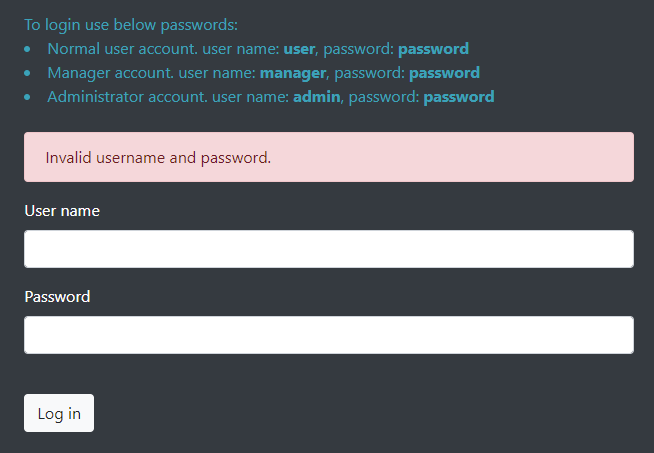 To login use below passwords:
• Normal user account. user name: user, password: password
• Manager account. user name: manager, password: password
• Administrator account. user name: admin, password: password
Invalid username and password.
User name
Password
Log in